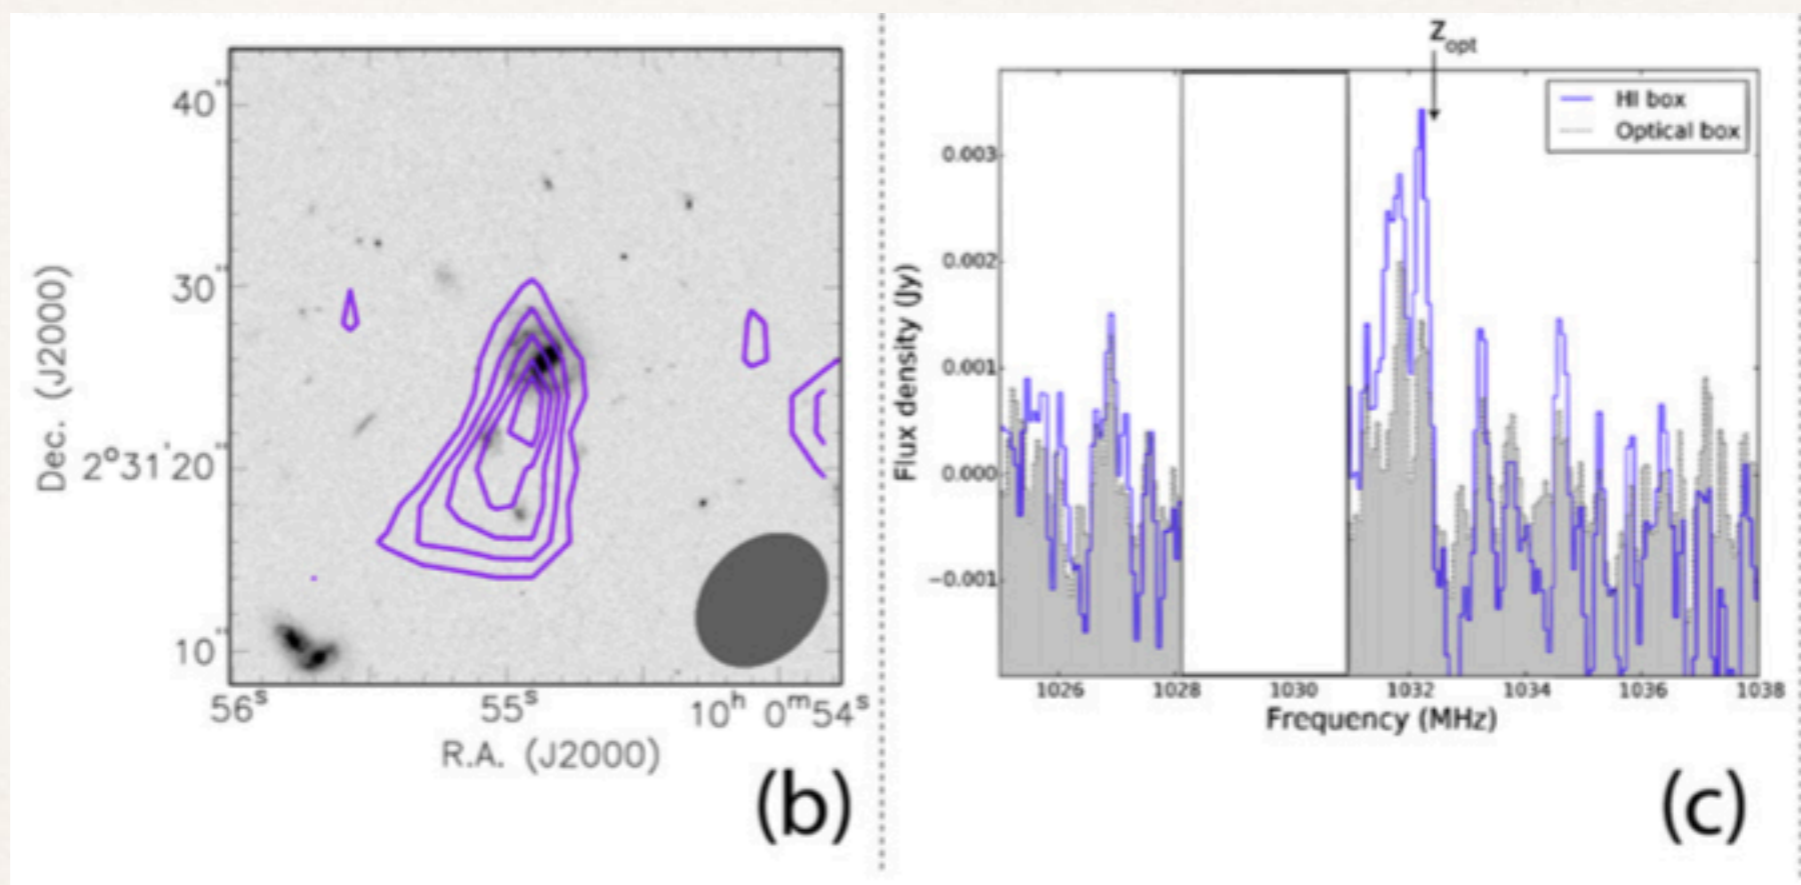 40"
30"
2°31'20"
10"
Dec. (J2000)
56s 55s 10h 0m54s
R.A. (J2000)
(b)
zopt
HI box
Optical box
0.003
0.002
0.001
0.000
−0.001
Flux density (Jy)
1026 1028 1030 1032 1034 1036 1038
Frequency (MHz)
(c)